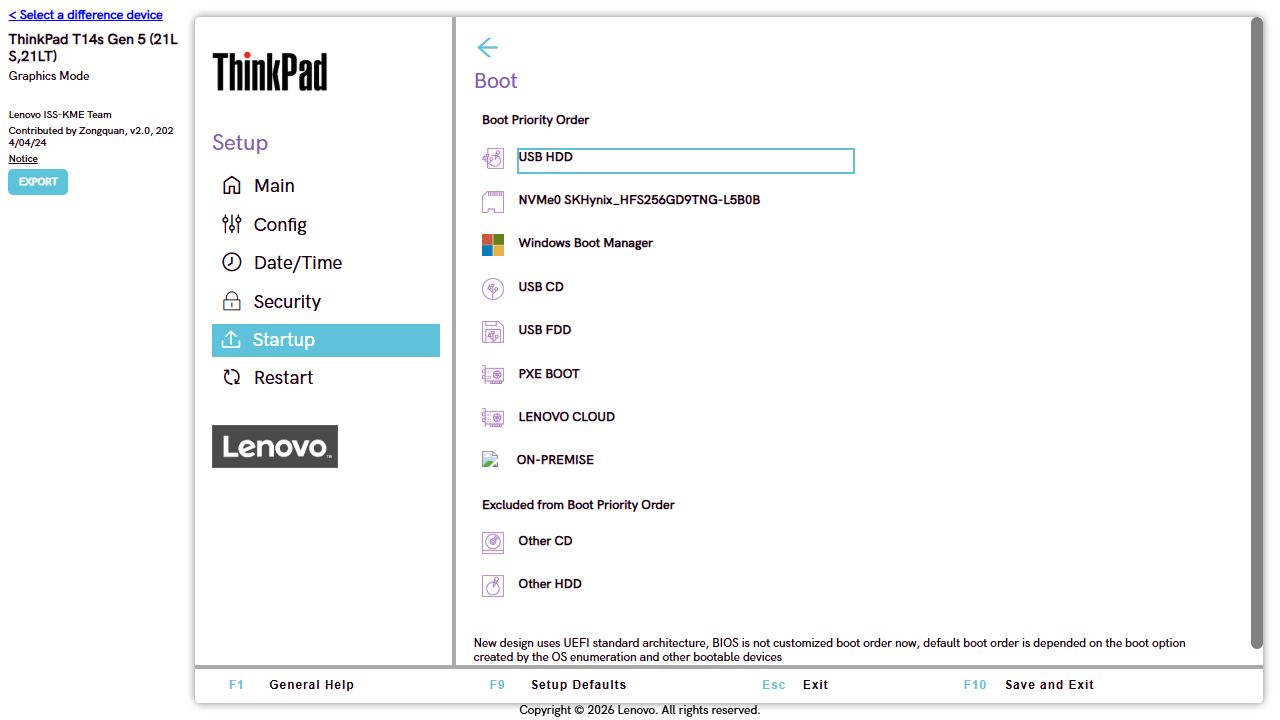 < Select a difference device
ThinkPad T14s Gen 5 (21L
S,21LT)
Graphics Mode
Lenovo ISS-KME Team
Contributed by Zongquan, v2.0, 202
4/04/24
Notice
EXPORT
ThinkPad
Setup
Main
Config
Date/Time
Security
Startup
Restart
Lenovo
Boot
Boot Priority Order
USB HDD
NVMe0 SKHynix_HFS256GD9TNG-L5B0B
Windows Boot Manager
USB CD
USB FDD
PXE BOOT
LENOVO CLOUD
ON-PREMISE
Excluded from Boot Priority Order
Other CD
Other HDD
New design uses UEFI standard architecture, BIOS is not customized boot order now, default boot order is depended on the boot option
created by the OS enumeration and other bootable devices
F1 General Help F9 Setup Defaults Esc Exit F10 Save and Exit
Copyright © 2026 Lenovo. All rights reserved.